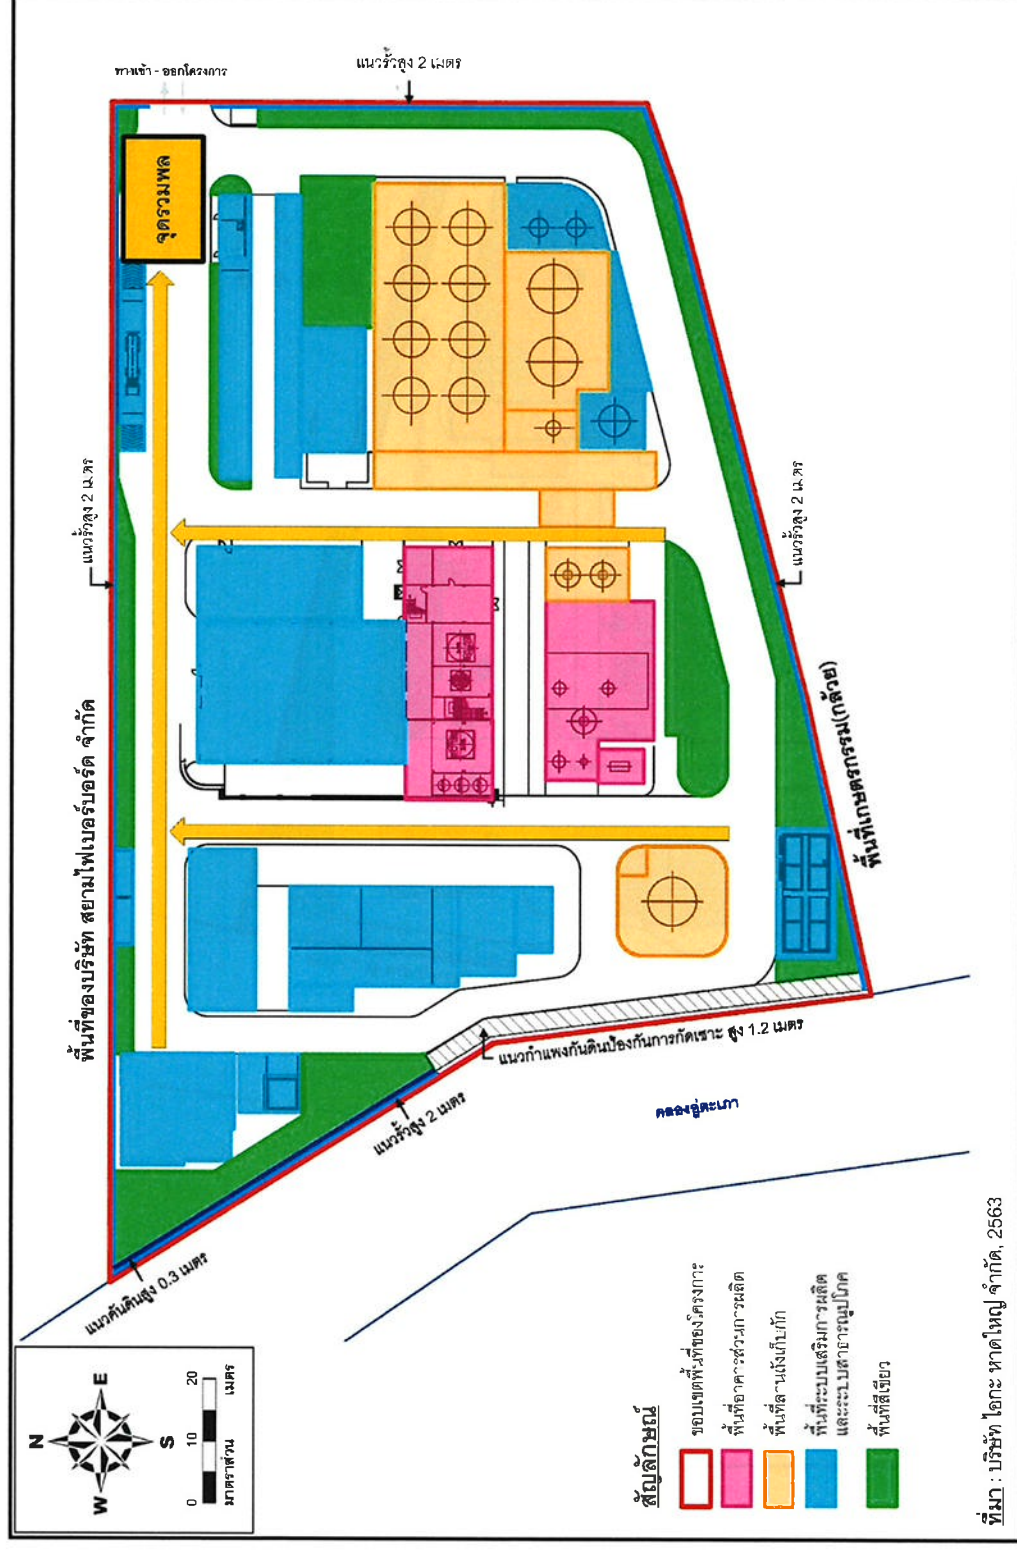 ทางเข้า - ออกโครงการ
แนวรั้วสูง 2 เมตร
จุดรวมพล
แนวรั้วสูง 2 เมตร
แนวรั้วสูง 2 เมตร
พื้นที่ของบริษัท สยามไฟเบอร์บอร์ด จำกัด
พื้นที่เกษตรกรรม(กล้วย)
แนวกำแพงกันดินป้องกันการกัดเซาะ สูง 1.2 เมตร
แนวรั้วสูง 2 เมตร
คลองอู่ตะเภา
แนวคันดินสูง 0.3 เมตร
N
W
E
S
0 10 20
มาตราส่วน เมตร
สัญลักษณ์
ขอบเขตพื้นที่ของโครงการ
พื้นที่อาคารส่วนการผลิต
พื้นที่ลานถังเก็บกัก
พื้นที่ระบบเสริมการผลิต
และระบบสาธารณูปโภค
พื้นที่สีเขียว
ที่มา : บริษัท ไอกะ หาดใหญ่ จำกัด, 2563